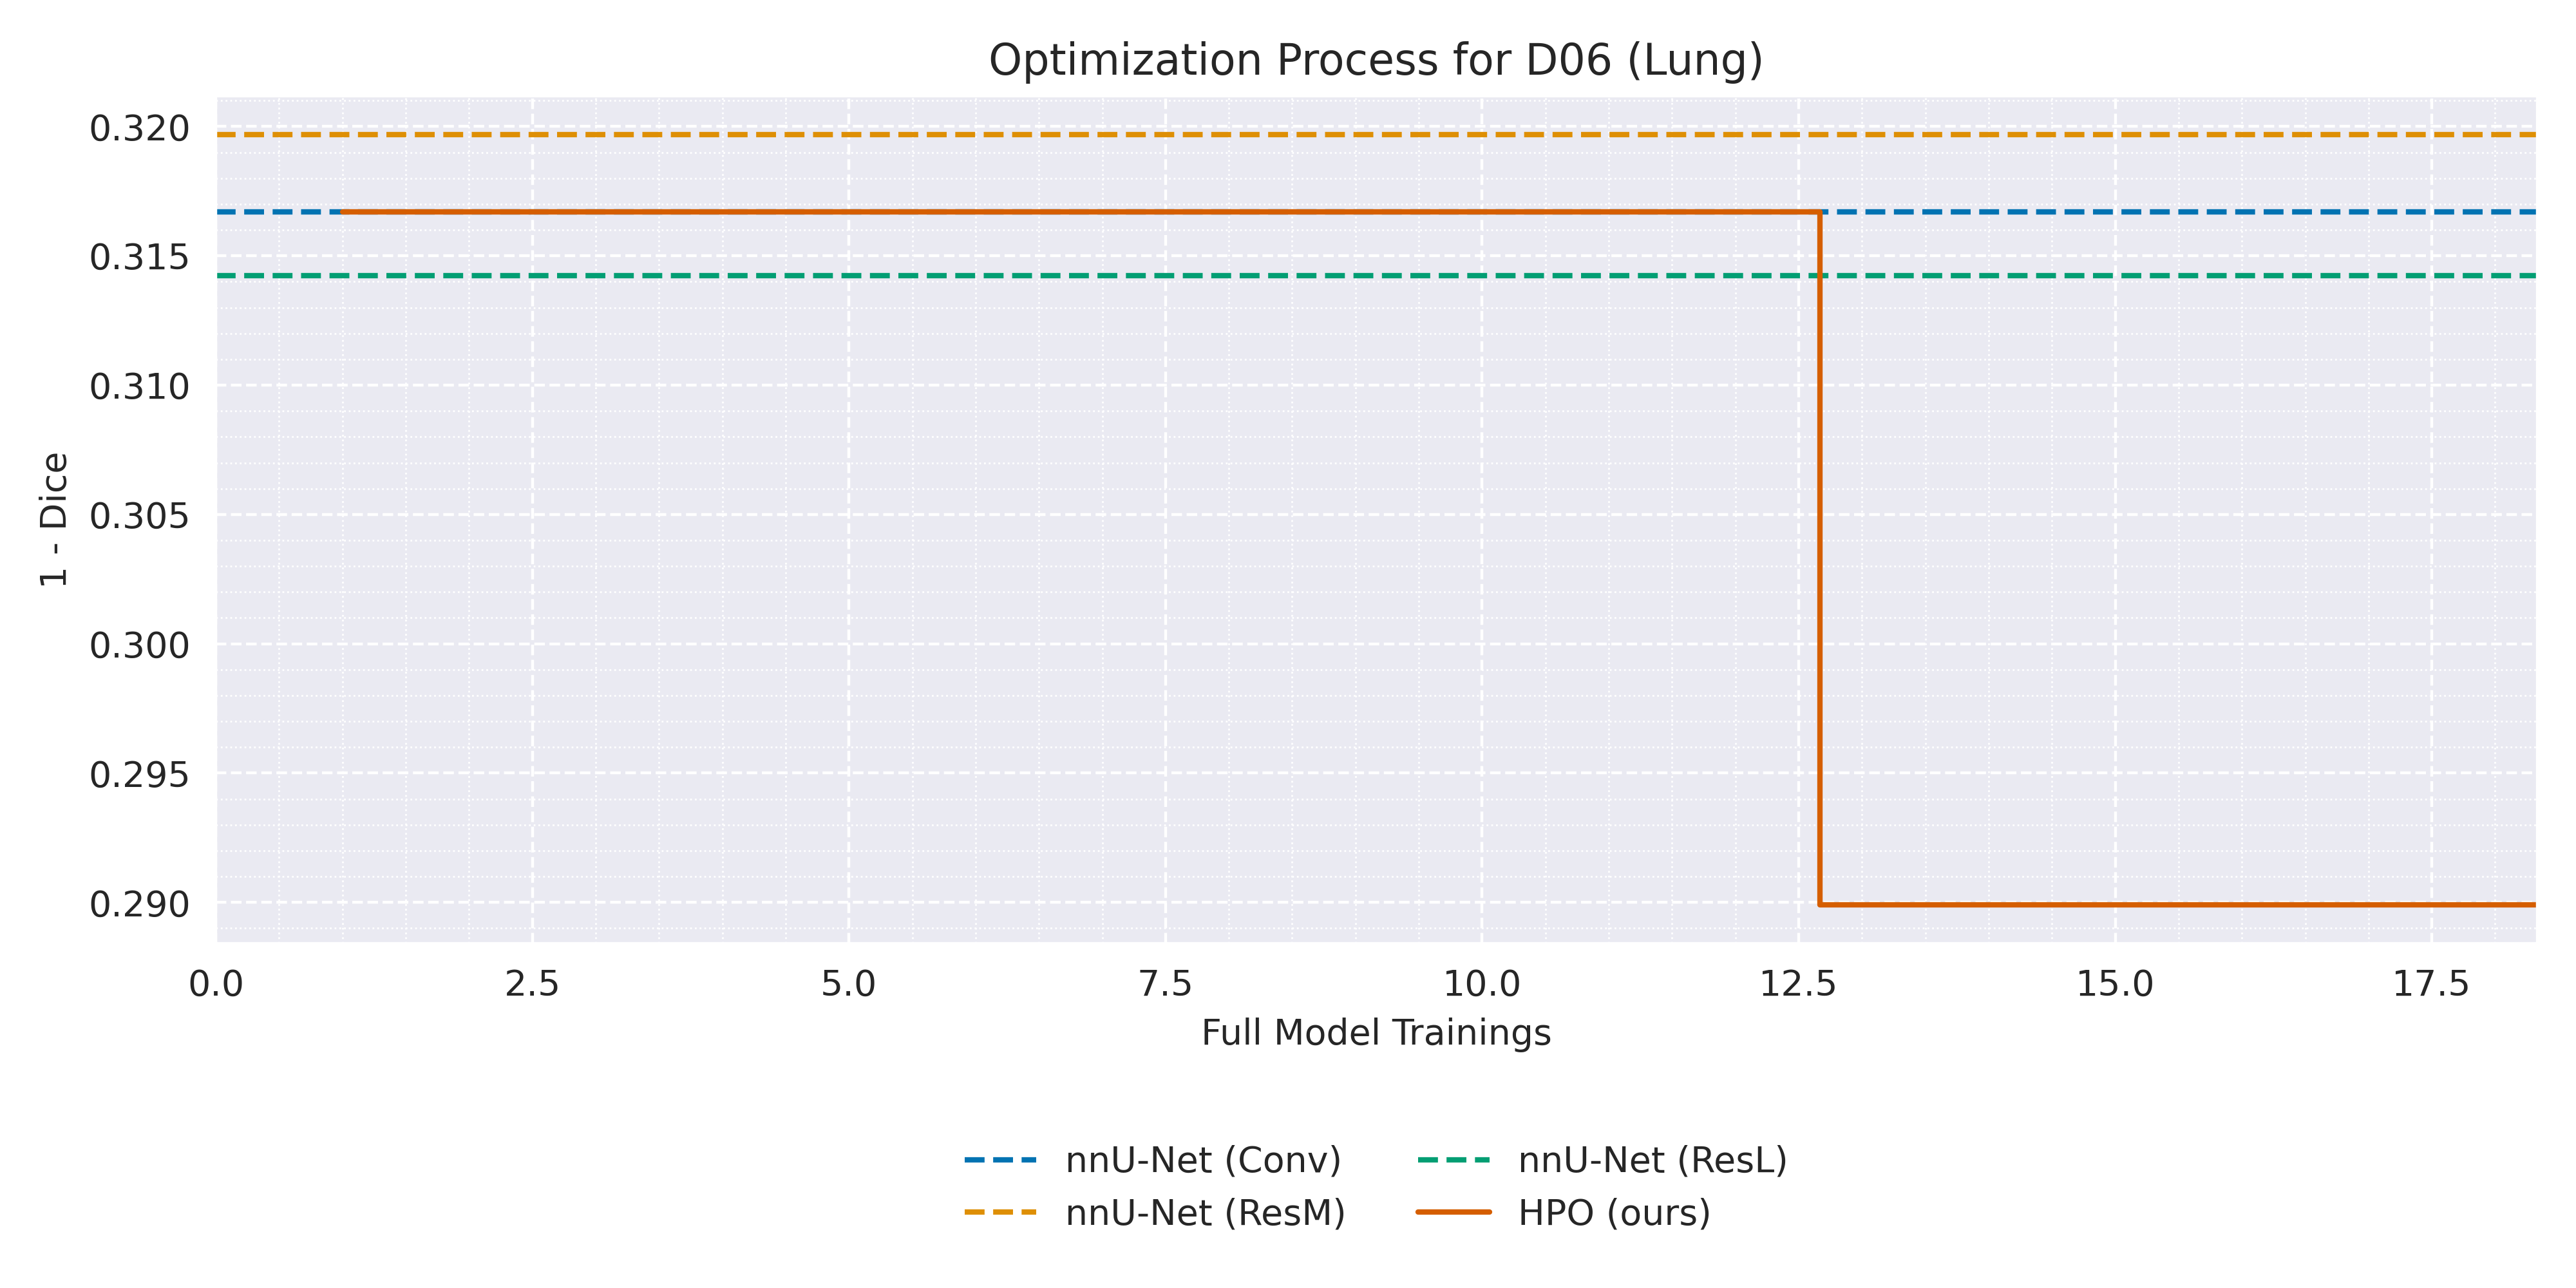 Optimization Process for D06 (Lung)
0.320
0.315
0.310
0.305
0.300
0.295
0.290
1 - Dice
0.0 2.5 5.0 7.5 10.0 12.5 15.0 17.5
Full Model Trainings
nnU-Net (Conv) nnU-Net (ResL)
nnU-Net (ResM) HPO (ours)